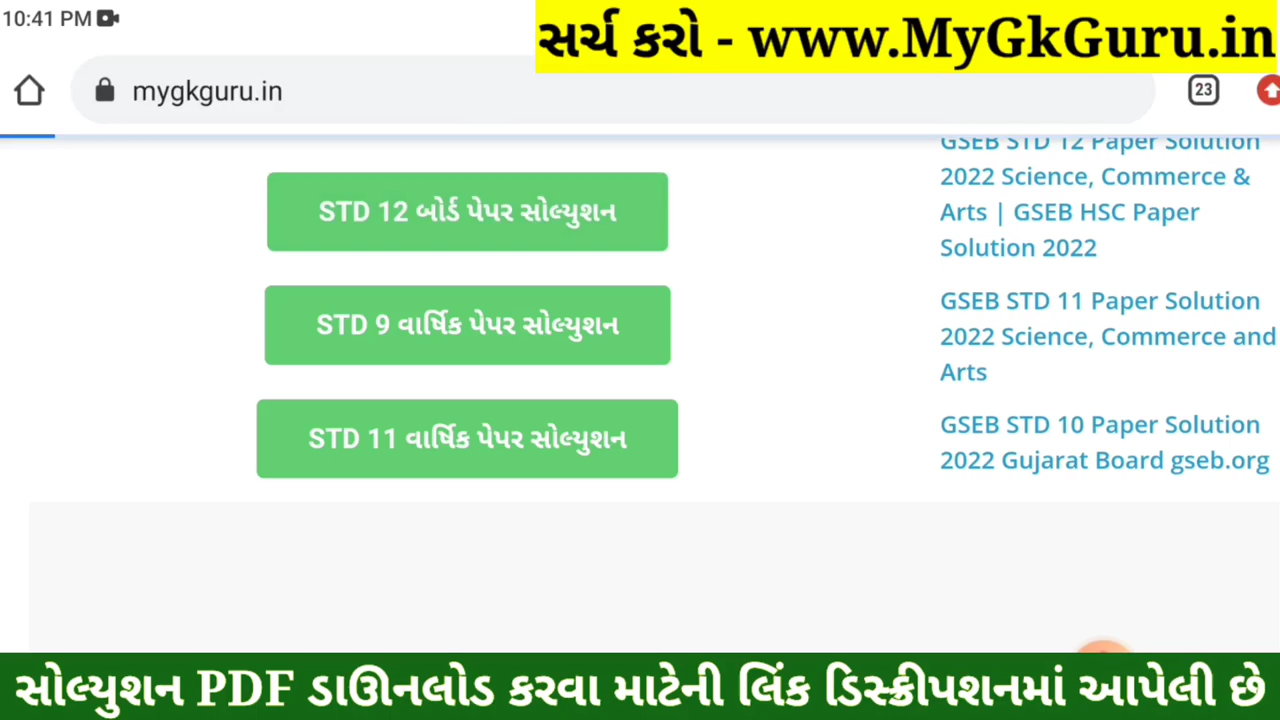 10:41 PM
સર્ચ કરો - www.MyGkGuru.in
mygkguru.in
23
STD 12 બોર્ડ પેપર સોલ્યુશન
STD 9 વાર્ષિક પેપર સોલ્યુશન
STD 11 વાર્ષિક પેપર સોલ્યુશન
GSEB STD 12 Paper Solution
2022 Science, Commerce &
Arts | GSEB HSC Paper
Solution 2022
GSEB STD 11 Paper Solution
2022 Science, Commerce and
Arts
GSEB STD 10 Paper Solution
2022 Gujarat Board gseb.org
સોલ્યુશન PDF ડાઊનલોડ કરવા માટેની લિંક ડિસ્ક્રીપશનમાં આપેલી છે